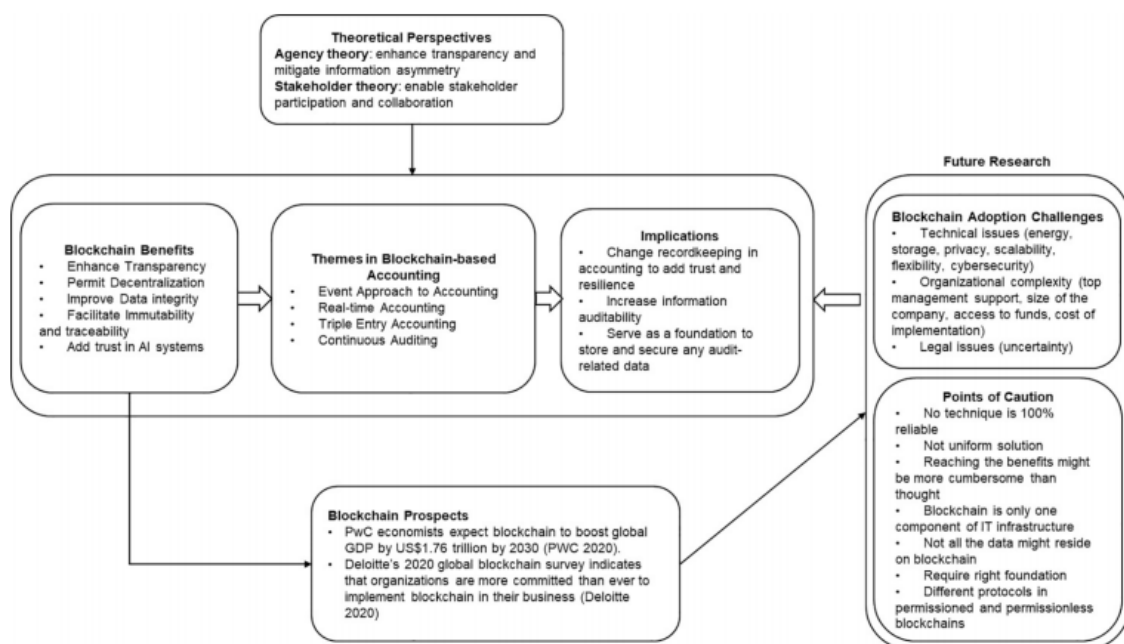 Theoretical Perspectives
Agency theory: enhance transparency and
mitigate information asymmetry
Stakeholder theory: enable stakeholder
participation and collaboration
Blockchain Benefits
• Enhance Transparency
• Permit Decentralization
• Improve Data integrity
• Facilitate Immutability
and traceability
• Add trust in AI systems
Themes in Blockchain-based
Accounting
• Event Approach to Accounting
• Real-time Accounting
• Triple Entry Accounting
• Continuous Auditing
Implications
• Change recordkeeping in
accounting to add trust and
resilience
• Increase information
auditability
• Serve as a foundation to
store and secure any audit-
related data
Future Research
Blockchain Adoption Challenges
• Technical issues (energy,
storage, privacy, scalability,
flexibility, cybersecurity)
• Organizational complexity (top
management support, size of the
company, access to funds, cost of
implementation)
• Legal issues (uncertainty)
Points of Caution
• No technique is 100%
reliable
• Not uniform solution
• Reaching the benefits might
be more cumbersome than
thought
• Blockchain is only one
component of IT infrastructure
• Not all the data might reside
on blockchain
• Require right foundation
• Different protocols in
permissioned and permissionless
blockchains
Blockchain Prospects
• PwC economists expect blockchain to boost global
GDP by US$1.76 trillion by 2030 (PWC 2020).
• Deloitte's 2020 global blockchain survey indicates
that organizations are more committed than ever to
implement blockchain in their business (Deloitte
2020)